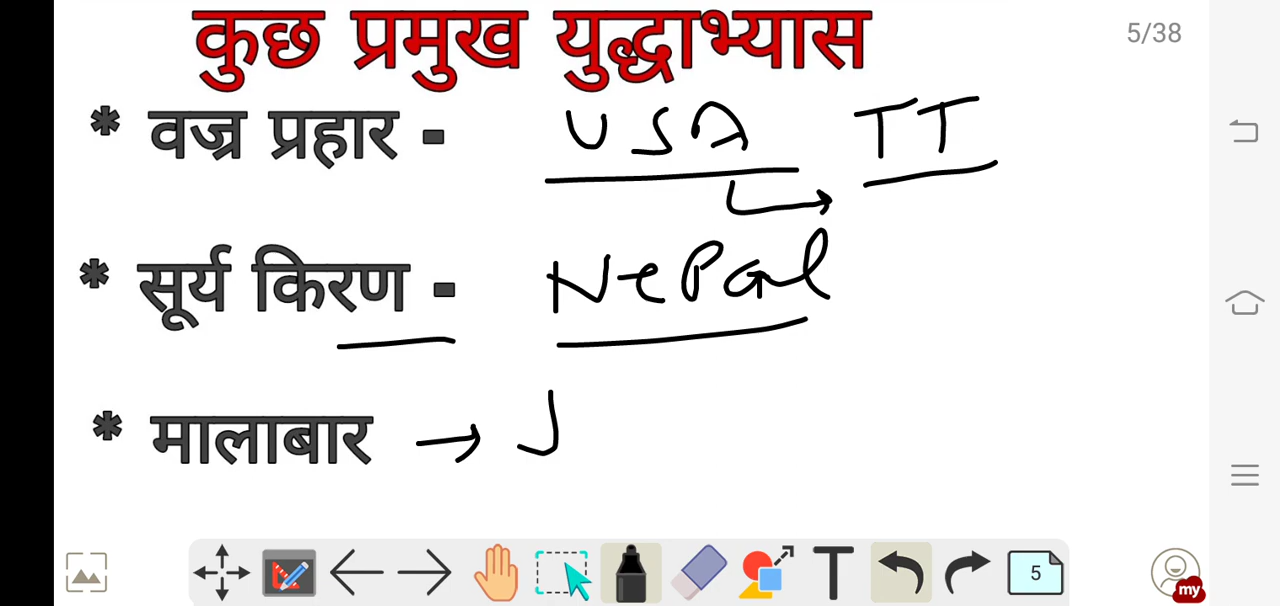 कुछ प्रमुख युद्धाभ्यास
5/38
* वज्र प्रहार - USA TT
* सूर्य किरण - Nepal
* मालाबार → J
5
my